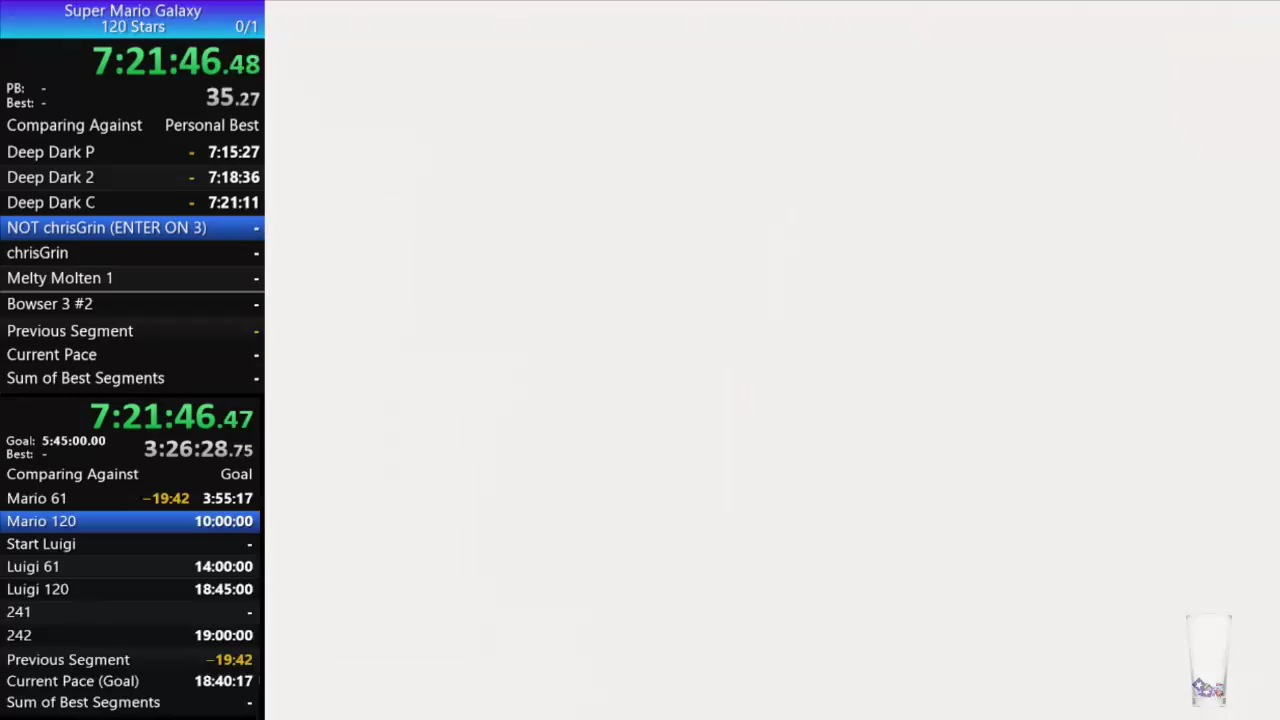 Super Mario Galaxy
120 Stars 0/1
7:21:46.48
PB: -
Best: -
35.27
Comparing Against Personal Best
Deep Dark P - 7:15:27
Deep Dark 2 - 7:18:36
Deep Dark C - 7:21:11
NOT chrisGrin (ENTER ON 3) -
chrisGrin -
Melty Molten 1 -
Bowser 3 #2 -
Previous Segment -
Current Pace -
Sum of Best Segments -
7:21:46.47
Goal: 5:45:00.00
Best: -
3:26:28.75
Comparing Against Goal
Mario 61 −19:42 3:55:17
Mario 120 10:00:00
Start Luigi -
Luigi 61 14:00:00
Luigi 120 18:45:00
241 -
242 19:00:00
Previous Segment −19:42
Current Pace (Goal) 18:40:17
Sum of Best Segments -